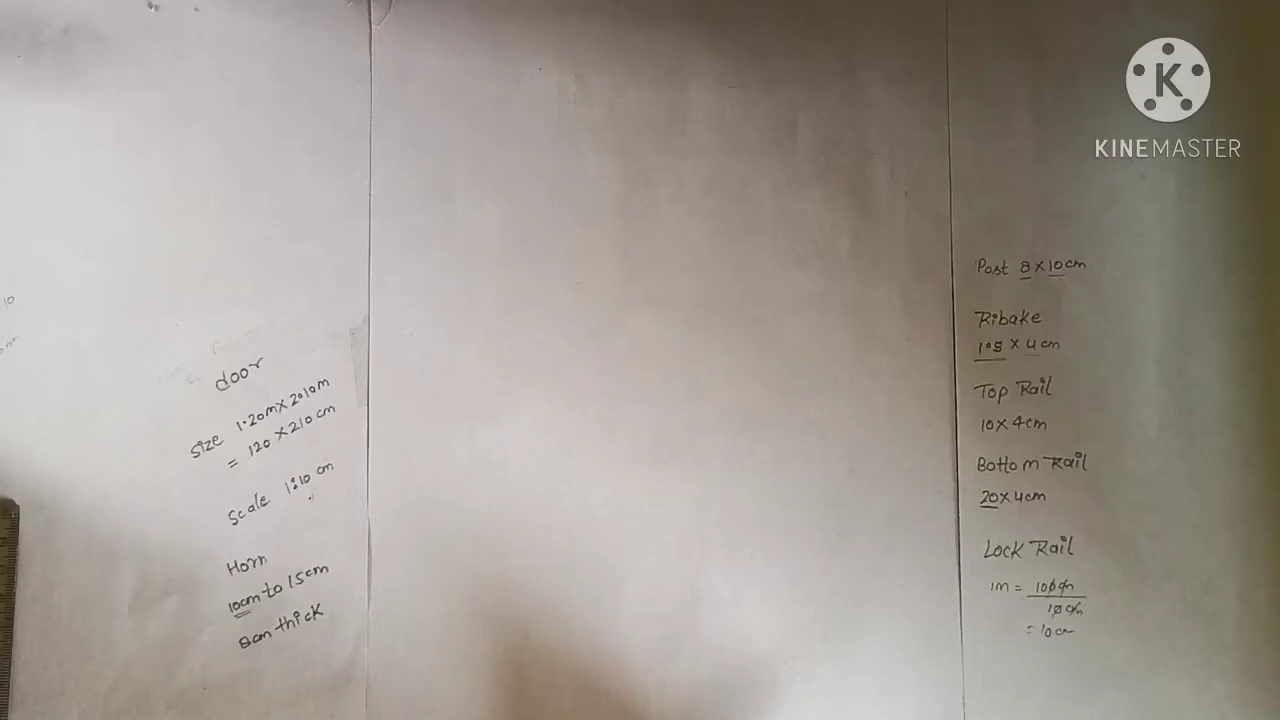 10
door
Size 1.20m x 2.10m
= 120 x 210 cm
Scale 1:10 cm
Horn
10cm to 15cm
8cm thick
KINEMASTER
Post 8 x 10cm
Ribake
10s x 4 cm
Top Rail
10 x 4cm
Bottom Rail
20 x 4cm
Lock Rail
1m = 100cm
10cm
= 10cm